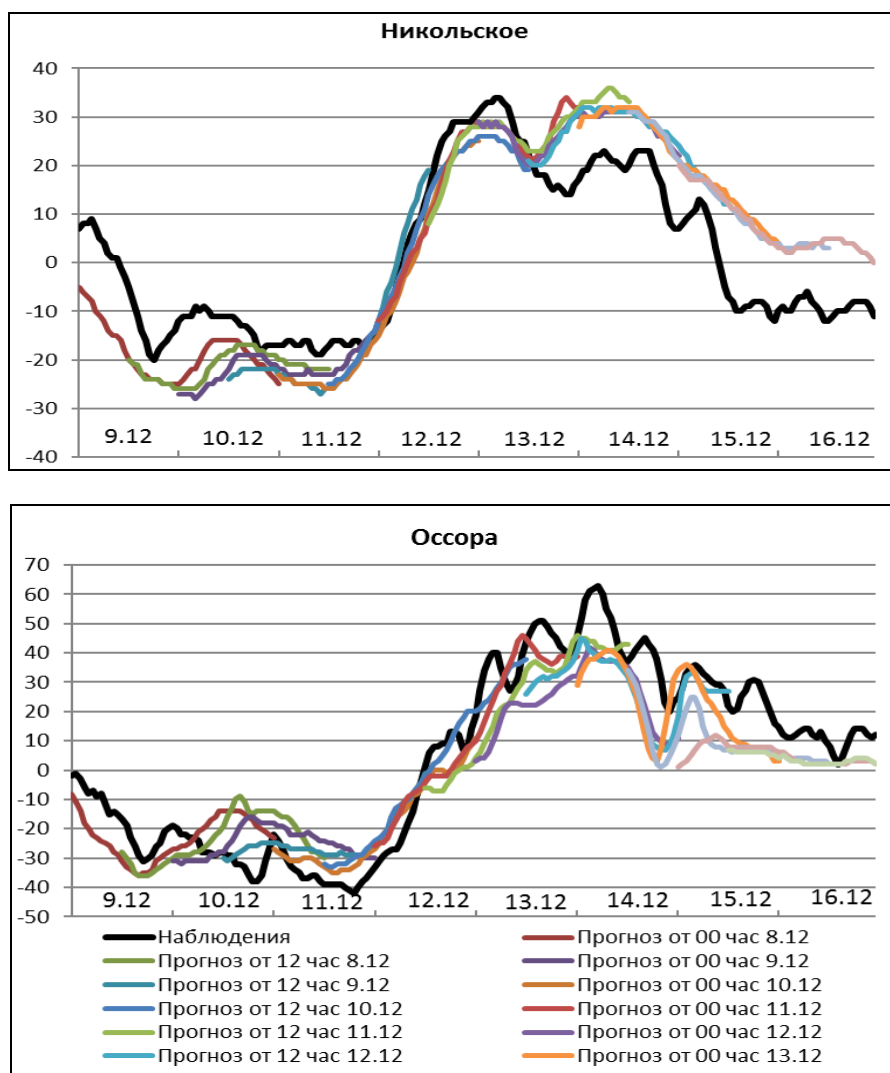 Никольское
40
30
20
10
0
-10
-20
-30
-40
9.12 10.12 11.12 12.12 13.12 14.12 15.12 16.12
Оссора
70
60
50
40
30
20
10
0
-10
-20
-30
-40
-50
9.12 10.12 11.12 12.12 13.12 14.12 15.12 16.12
Наблюдения Прогноз от 00 час 8.12
Прогноз от 12 час 8.12 Прогноз от 00 час 9.12
Прогноз от 12 час 9.12 Прогноз от 00 час 10.12
Прогноз от 12 час 10.12 Прогноз от 00 час 11.12
Прогноз от 12 час 11.12 Прогноз от 00 час 12.12
Прогноз от 12 час 12.12 Прогноз от 00 час 13.12